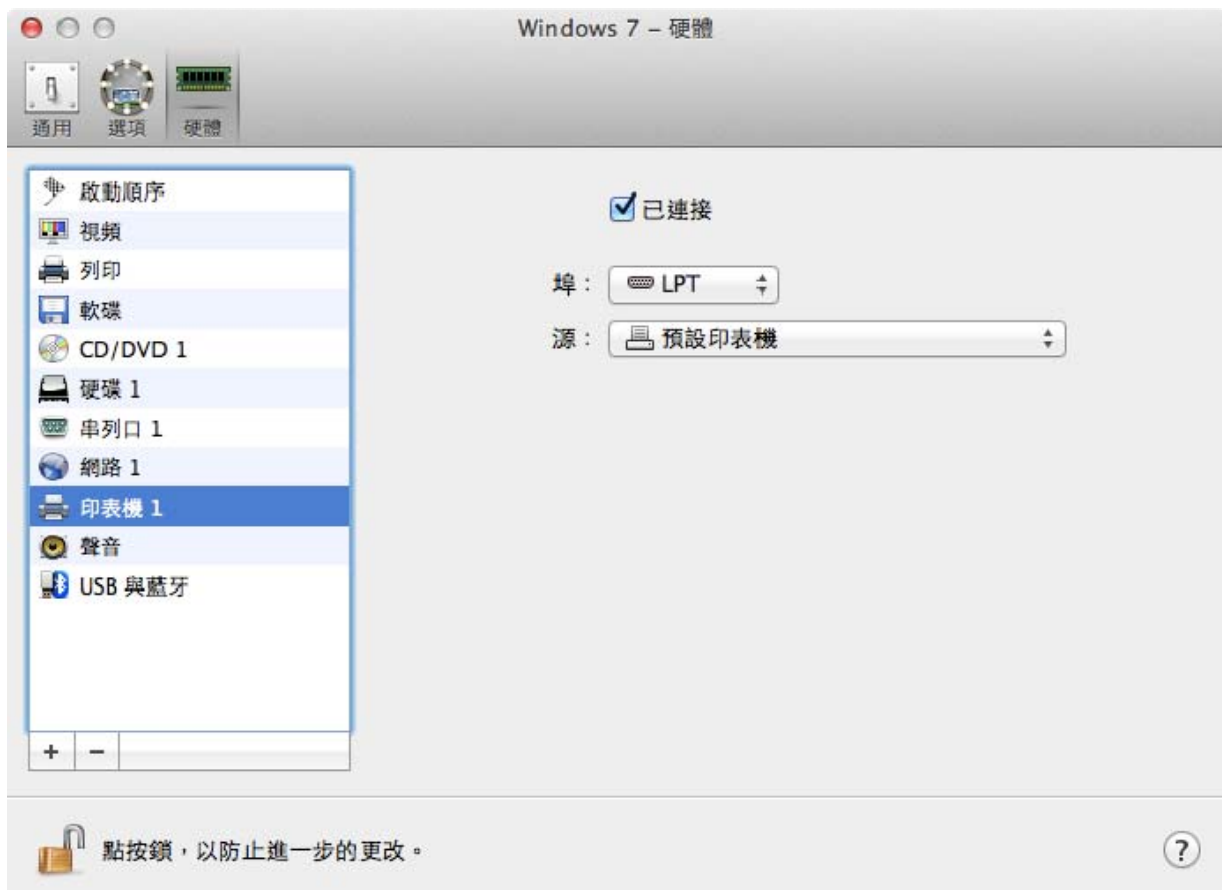 Windows 7 – 硬體
通用
選項
硬體
啟動順序
視頻
列印
軟碟
CD/DVD 1
硬碟 1
串列口 1
網路 1
印表機 1
聲音
USB 與藍牙
+ −
已連接
埠： LPT
源： 預設印表機
點按鎖，以防止進一步的更改。
?